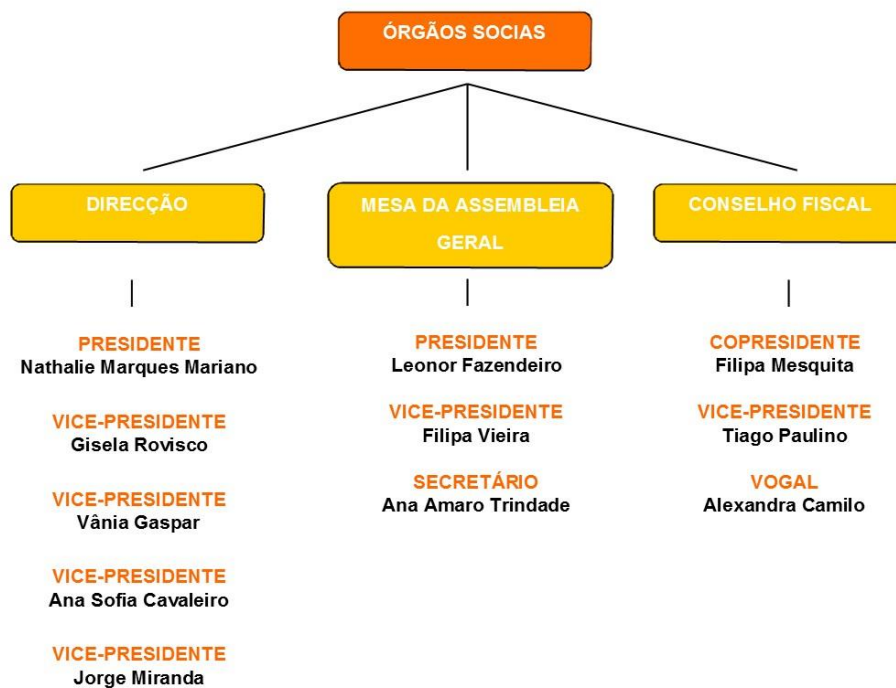 ÓRGÃOS SOCIAS
DIRECÇÃO
PRESIDENTE
Nathalie Marques Mariano
VICE-PRESIDENTE
Gisela Rovisco
VICE-PRESIDENTE
Vânia Gaspar
VICE-PRESIDENTE
Ana Sofia Cavaleiro
VICE-PRESIDENTE
Jorge Miranda
MESA DA ASSEMBLEIA
GERAL
PRESIDENTE
Leonor Fazendeiro
VICE-PRESIDENTE
Filipa Vieira
SECRETÁRIO
Ana Amaro Trindade
CONSELHO FISCAL
COPRESIDENTE
Filipa Mesquita
VICE-PRESIDENTE
Tiago Paulino
VOGAL
Alexandra Camilo